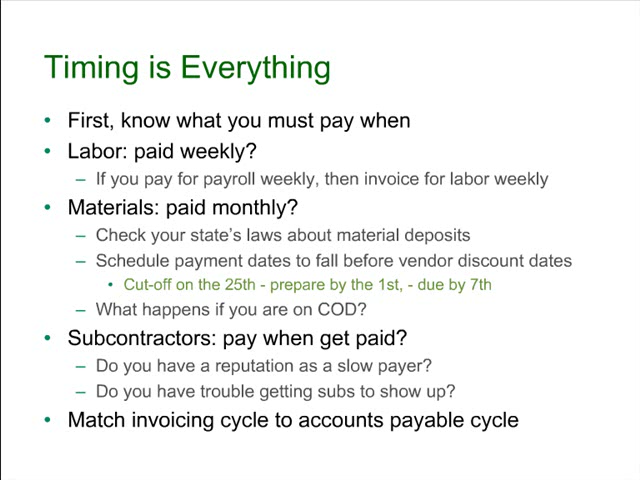 Timing is Everything
• First, know what you must pay when
• Labor: paid weekly?
– If you pay for payroll weekly, then invoice for labor weekly
• Materials: paid monthly?
– Check your state's laws about material deposits
– Schedule payment dates to fall before vendor discount dates
• Cut-off on the 25th - prepare by the 1st, - due by 7th
– What happens if you are on COD?
• Subcontractors: pay when get paid?
– Do you have a reputation as a slow payer?
– Do you have trouble getting subs to show up?
• Match invoicing cycle to accounts payable cycle